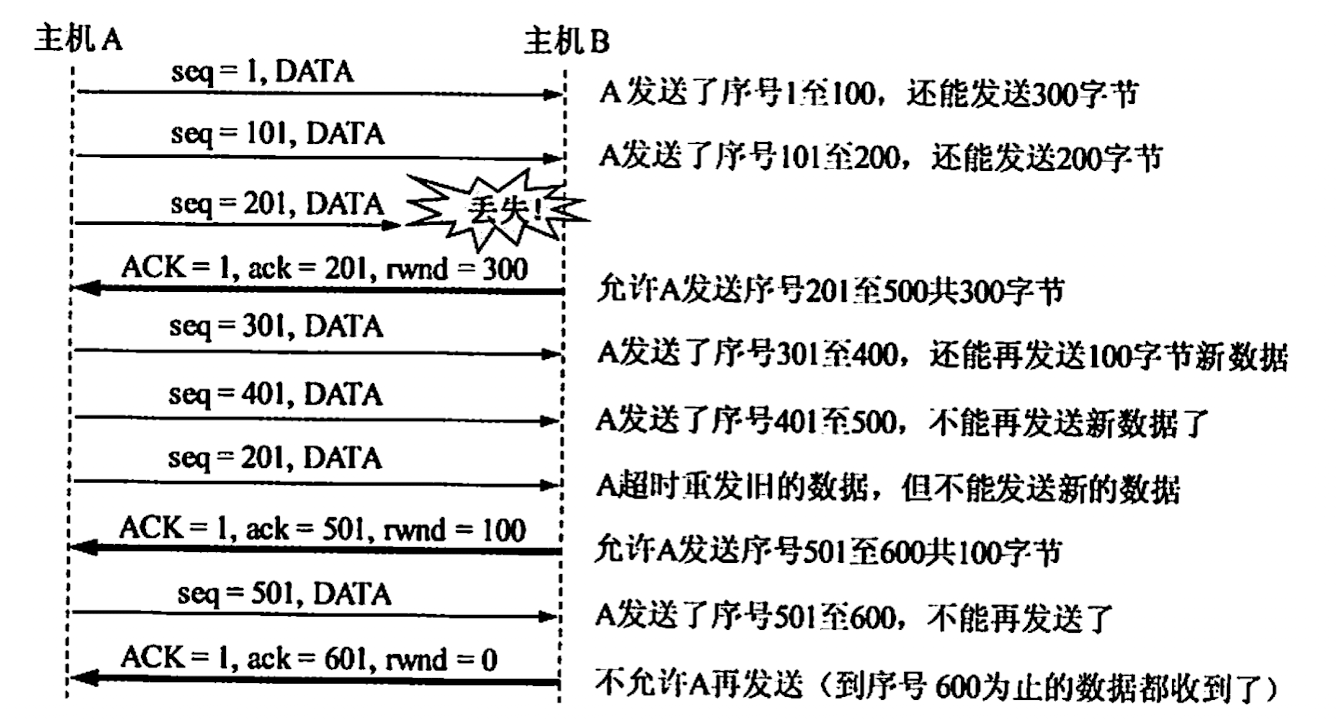 主机A 主机B
seq = 1, DATA A发送了序号1至100，还能发送300字节
seq = 101, DATA A发送了序号101至200，还能发送200字节
seq = 201, DATA 丢失！
ACK = 1, ack = 201, rwnd = 300 允许A发送序号201至500共300字节
seq = 301, DATA A发送了序号301至400，还能再发送100字节新数据
seq = 401, DATA A发送了序号401至500，不能再发送新数据了
seq = 201, DATA A超时重发旧的数据，但不能发送新的数据
ACK = 1, ack = 501, rwnd = 100 允许A发送序号501至600共100字节
seq = 501, DATA A发送了序号501至600，不能再发送了
ACK = 1, ack = 601, rwnd = 0 不允许A再发送（到序号600为止的数据都收到了）